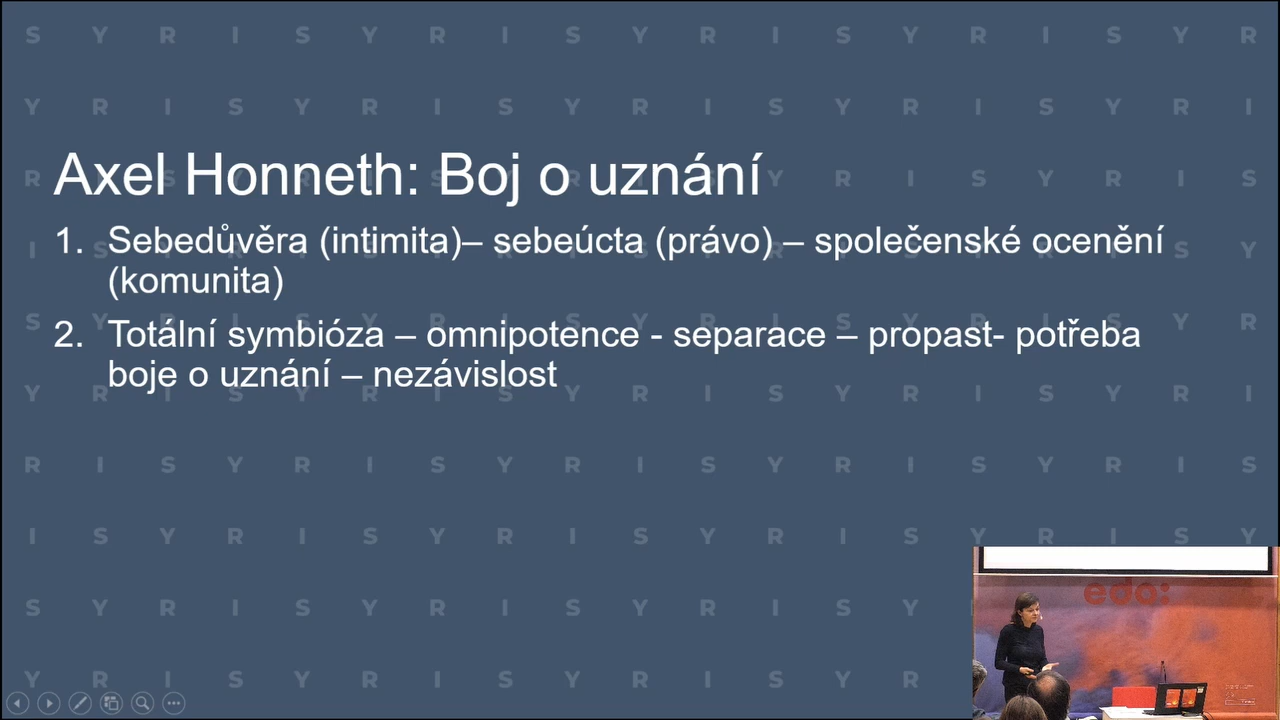 S Y R I S Y R I S Y R I S Y R I S Y R
Y R I S Y R I S Y R I S Y R I S Y R I
Axel Honneth: Boj o uznání
1. Sebedůvěra (intimita)– sebeúcta (právo) – společenské ocenění
(komunita)
2. Totální symbióza – omnipotence - separace – propast- potřeba
boje o uznání – nezávislost
R I S Y R I S Y R I S Y R I S Y R I S
I S Y R I S Y R I S Y R I S Y R I S Y
S Y R I S Y R I S Y R I S Y
Y R I S Y R I S Y R I S Y R
eda: